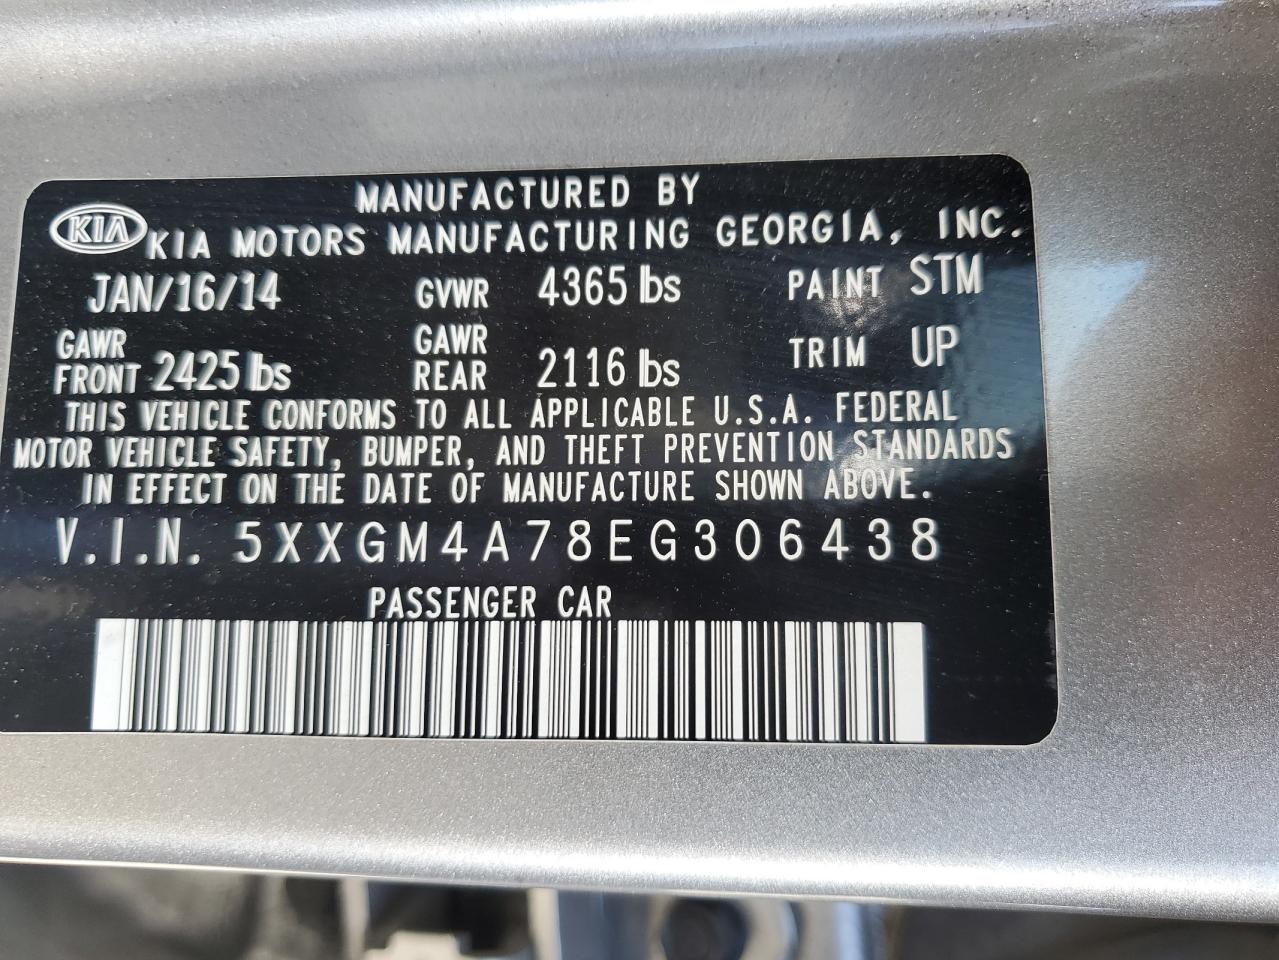 MANUFACTURED BY
KIA KIA MOTORS MANUFACTURING GEORGIA, INC.
JAN/16/14 GVWR 4365 lbs PAINT STM
GAWR FRONT 2425 lbs GAWR REAR 2116 lbs TRIM UP
THIS VEHICLE CONFORMS TO ALL APPLICABLE U.S.A. FEDERAL
MOTOR VEHICLE SAFETY, BUMPER, AND THEFT PREVENTION STANDARDS
IN EFFECT ON THE DATE OF MANUFACTURE SHOWN ABOVE.
V.I.N. 5XXGM4A78EG306438
PASSENGER CAR